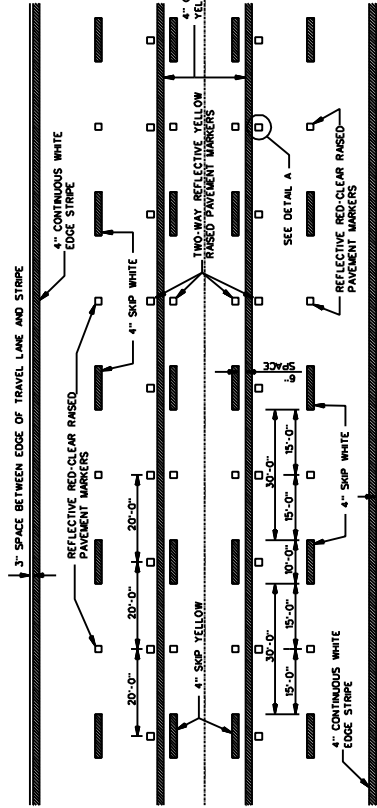 3" SPACE BETWEEN EDGE OF TRAVEL LANE AND STRIPE
4" CONTINUOUS WHITE
EDGE STRIPE
REFLECTIVE RED-CLEAR RAISED
PAVEMENT MARKERS
4" SKIP WHITE
20'-0"
20'-0"
20'-0"
4" C
YEL
TWO-WAY REFLECTIVE YELLOW
RAISED PAVEMENT MARKERS
4" SKIP YELLOW
6"
SPACE
SEE DETAIL A
30'-0"
30'-0"
15'-0"
15'-0"
10'-0"
15'-0"
15'-0"
4" SKIP WHITE
REFLECTIVE RED-CLEAR RAISED
PAVEMENT MARKERS
4" CONTINUOUS WHITE
EDGE STRIPE